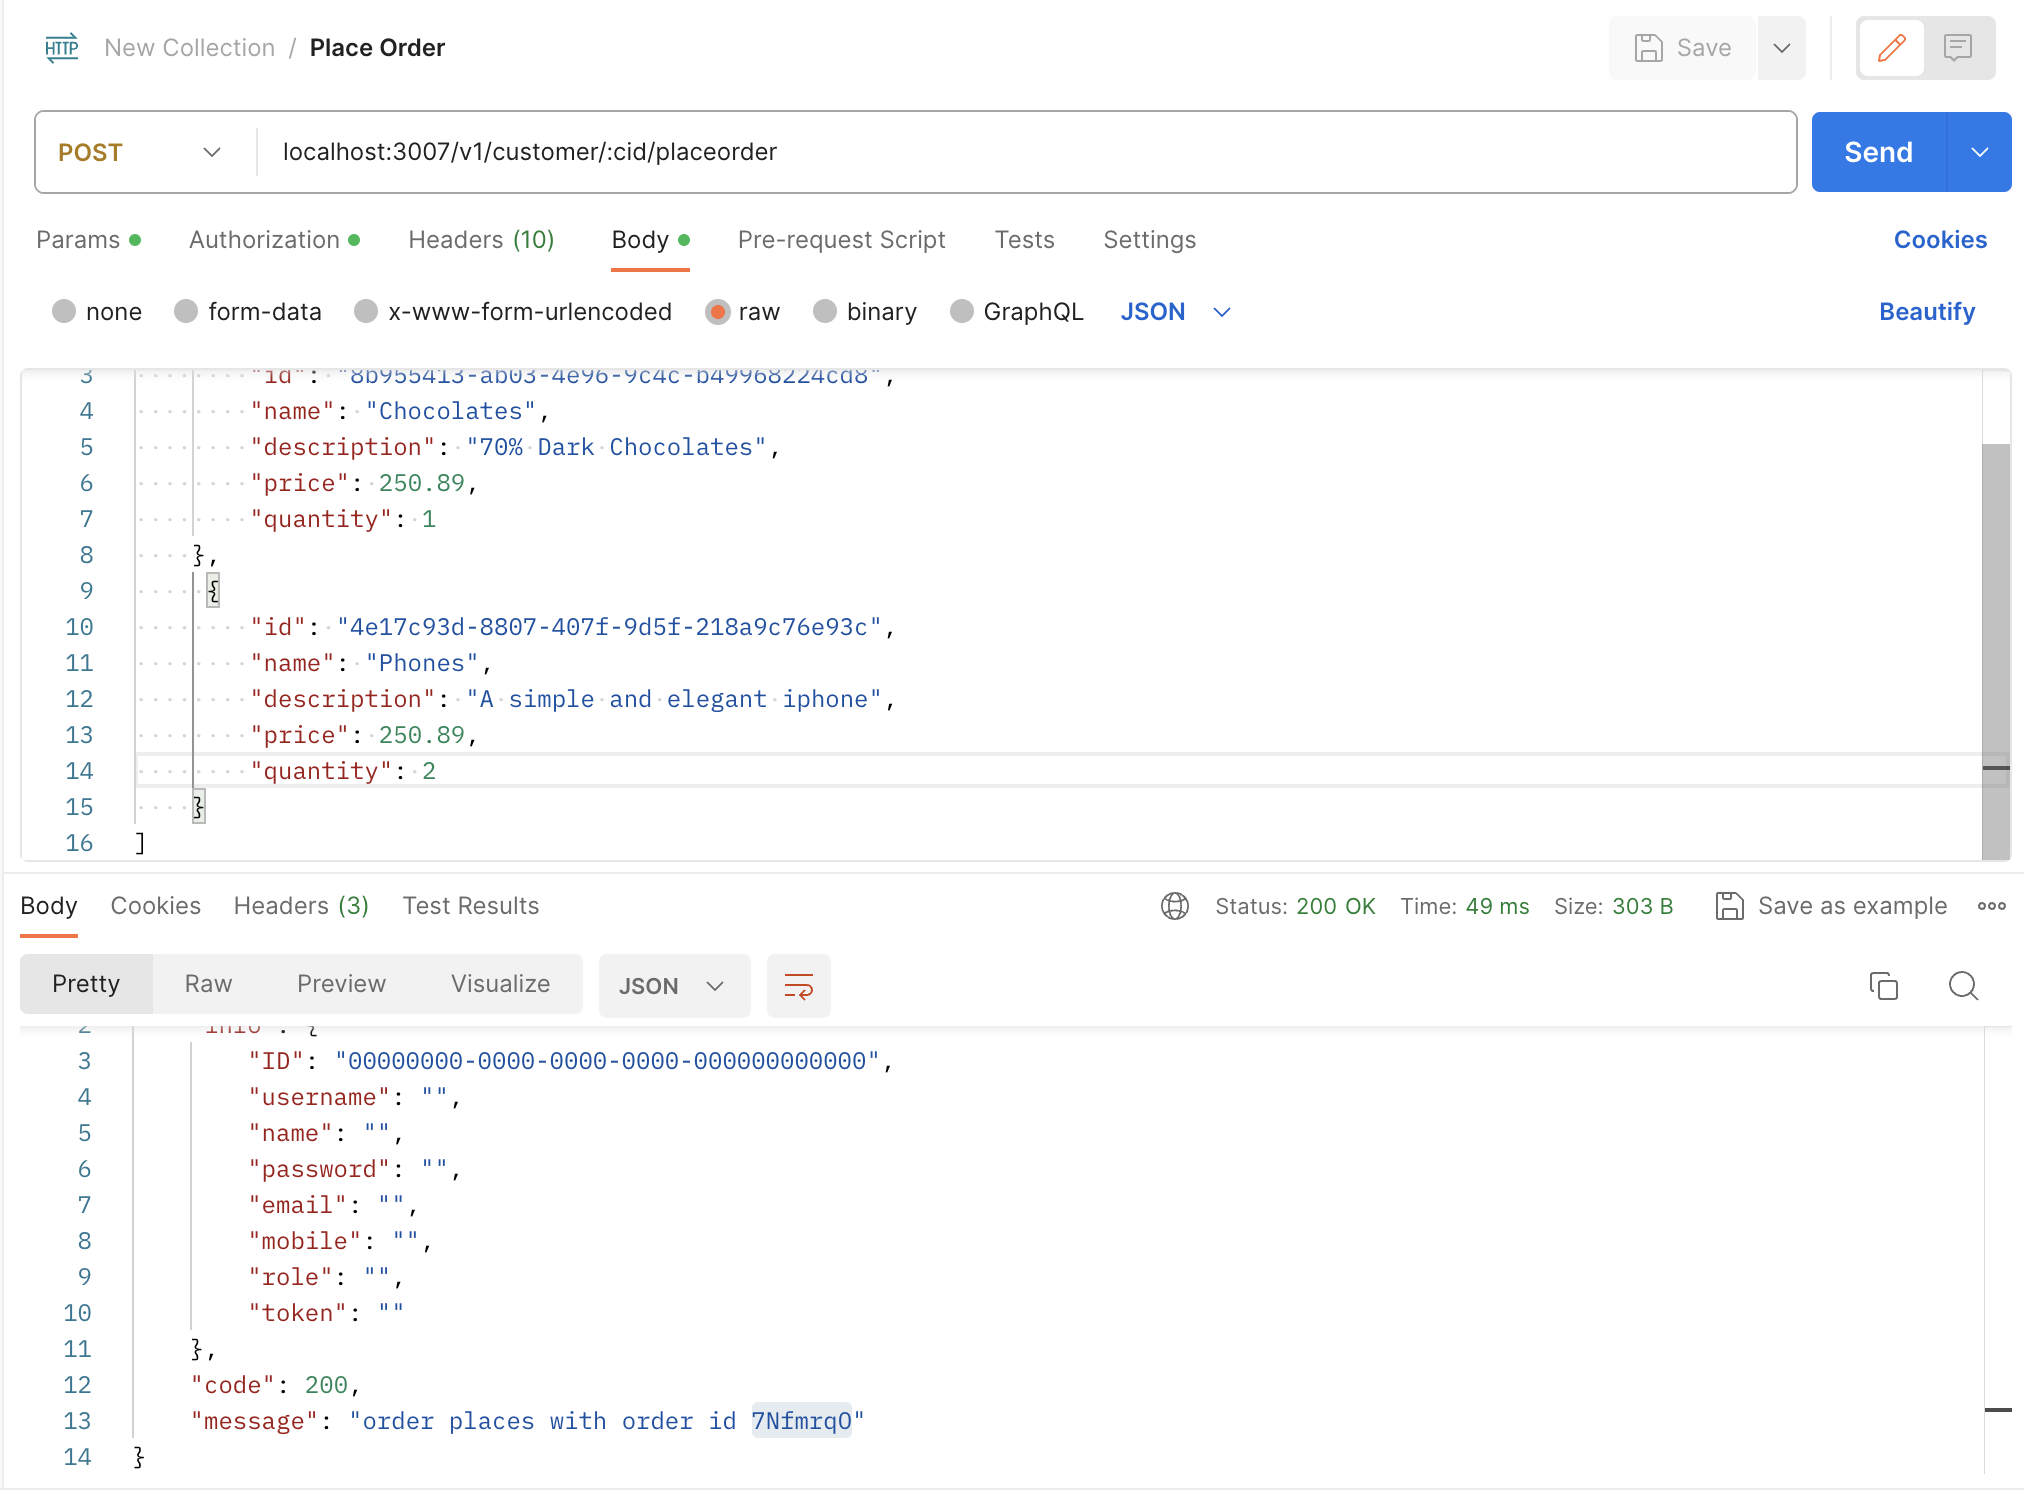 HTTP New Collection / Place Order Save
POST localhost:3007/v1/customer/:cid/placeorder Send
Params Authorization Headers (10) Body Pre-request Script Tests Settings Cookies
none form-data x-www-form-urlencoded raw binary GraphQL JSON Beautify
3 "id": "8b955413-ab03-4e96-9c4c-b49968224cd8",
4 "name": "Chocolates",
5 "description": "70% Dark Chocolates",
6 "price": 250.89,
7 "quantity": 1
8 },
9 {
10 "id": "4e17c93d-8807-407f-9d5f-218a9c76e93c",
11 "name": "Phones",
12 "description": "A simple and elegant iphone",
13 "price": 250.89,
14 "quantity": 2
15 }
16 ]
Body Cookies Headers (3) Test Results Status: 200 OK Time: 49 ms Size: 303 B Save as example
Pretty Raw Preview Visualize JSON
2 "info": {
3 "ID": "00000000-0000-0000-0000-000000000000",
4 "username": "",
5 "name": "",
6 "password": "",
7 "email": "",
8 "mobile": "",
9 "role": "",
10 "token": ""
11 },
12 "code": 200,
13 "message": "order places with order id 7NfmrqO"
14 }